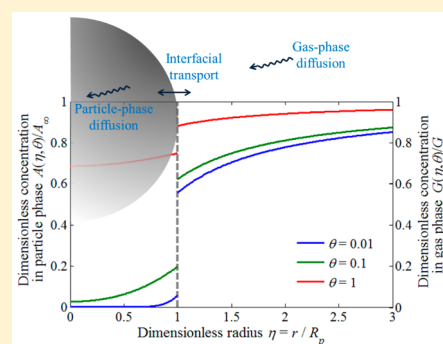 Interfacial
transport
Gas-phase
diffusion
Particle-phase
diffusion
Dimensionless concentration
in particle phase A(η,θ)/A∞
1
0.8
0.6
0.4
0.2
0
1
0.8
0.6
0.4
0.2
0
Dimensionless concentration
in gas phase G(η,θ)/G
θ = 0.01
θ = 0.1
θ = 1
0 0.5 1 1.5 2 2.5 3
Dimensionless radius η = r / Rp